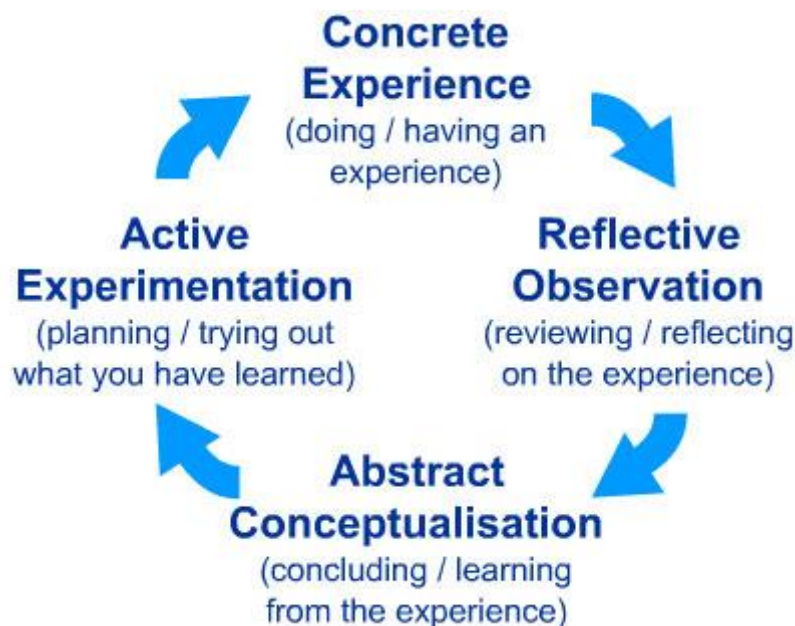 Concrete
Experience
(doing / having an
experience)
Reflective
Observation
(reviewing / reflecting
on the experience)
Abstract
Conceptualisation
(concluding / learning
from the experience)
Active
Experimentation
(planning / trying out
what you have learned)